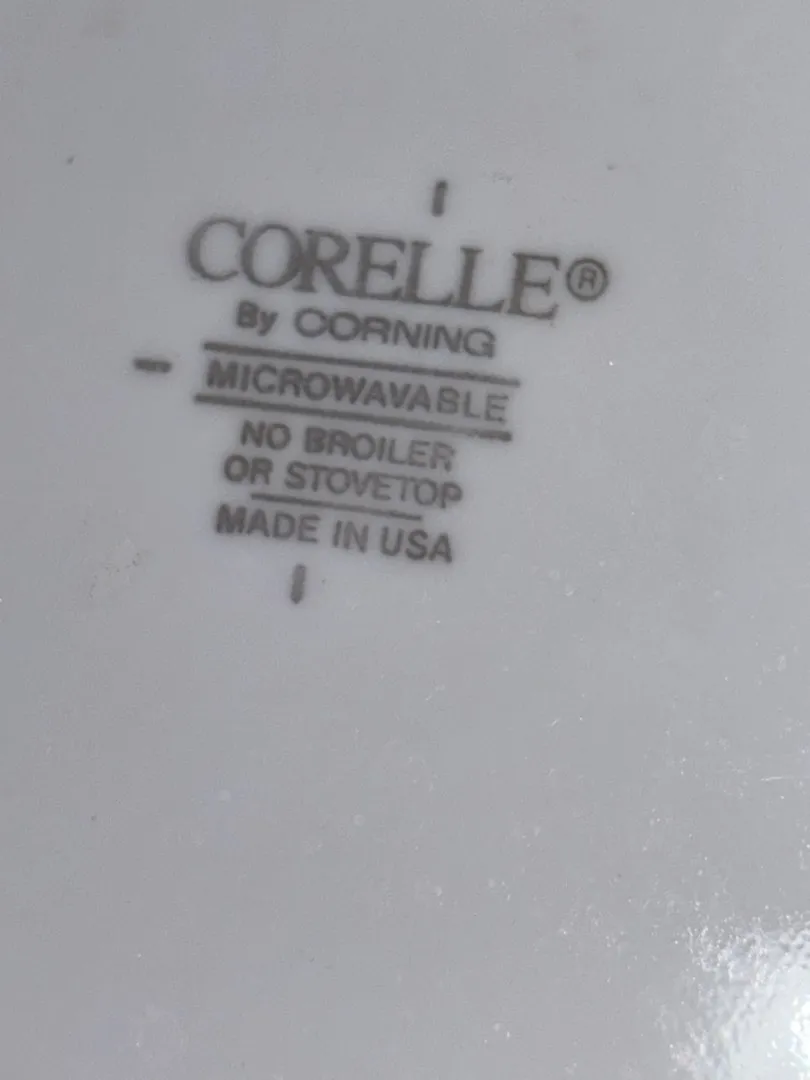 CORELLE®
By CORNING
MICROWAVABLE
NO BROILER
OR STOVETOP
MADE IN USA